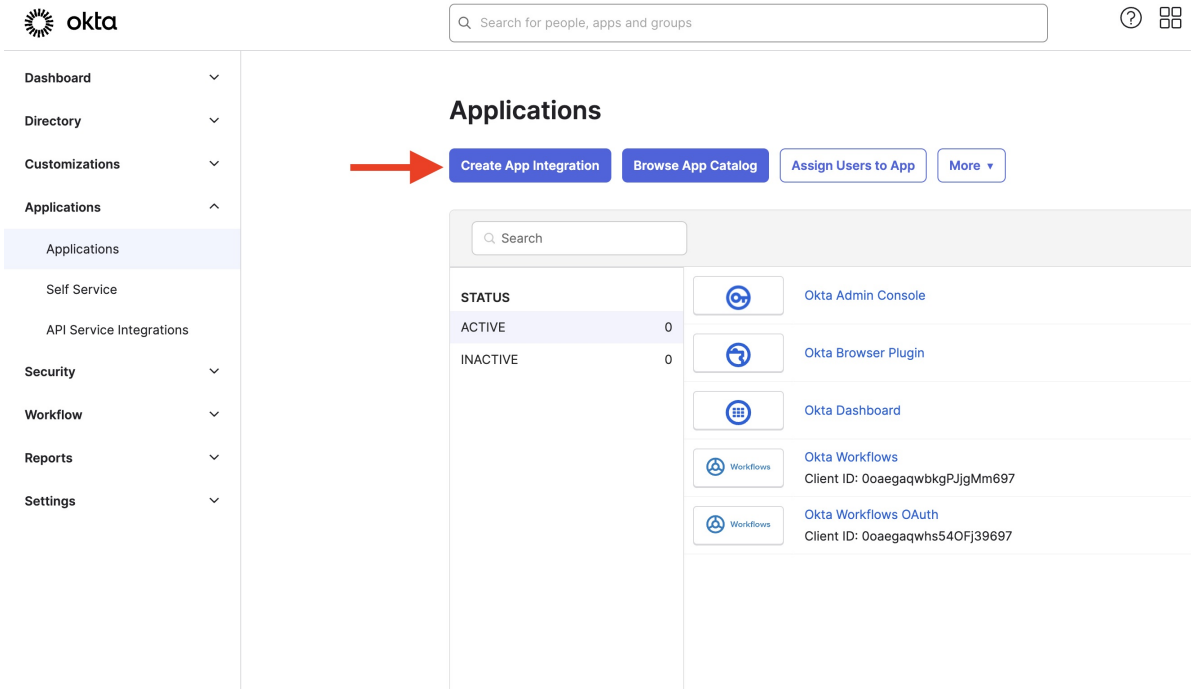 okta
Search for people, apps and groups
Dashboard
Directory
Customizations
Applications
Applications
Self Service
API Service Integrations
Security
Workflow
Reports
Settings
Applications
Create App Integration
Browse App Catalog
Assign Users to App
More
Search
STATUS
ACTIVE 0
INACTIVE 0
Okta Admin Console
Okta Browser Plugin
Okta Dashboard
Workflows
Okta Workflows
Client ID: 0oaegaqwbkgPJjgMm697
Workflows
Okta Workflows OAuth
Client ID: 0oaegaqwhs54OFj39697